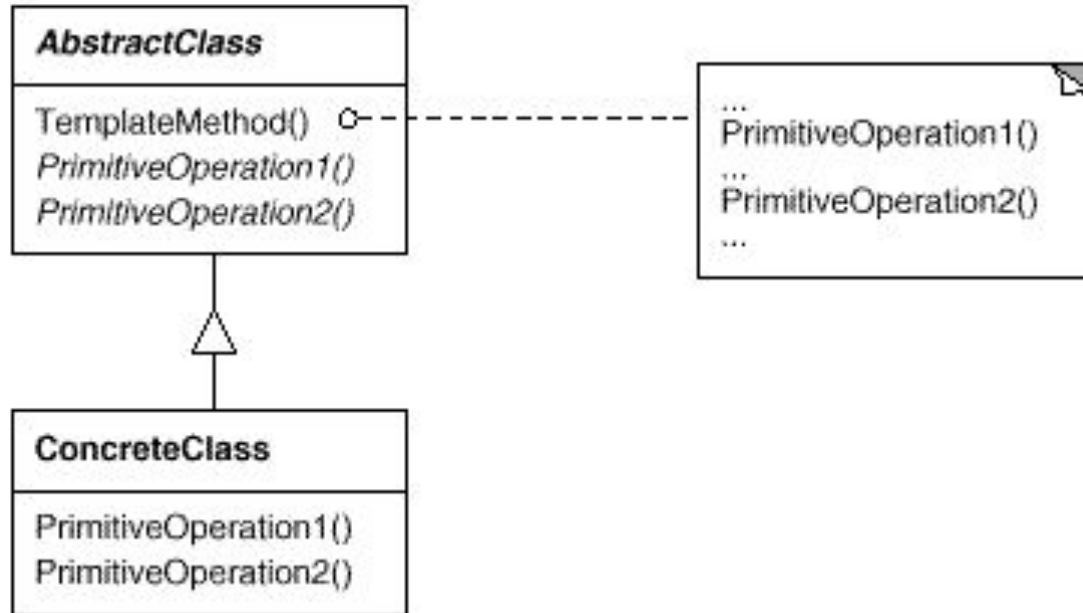 AbstractClass
TemplateMethod()
PrimitiveOperation1()
PrimitiveOperation2()
...
PrimitiveOperation1()
...
PrimitiveOperation2()
...
ConcreteClass
PrimitiveOperation1()
PrimitiveOperation2()